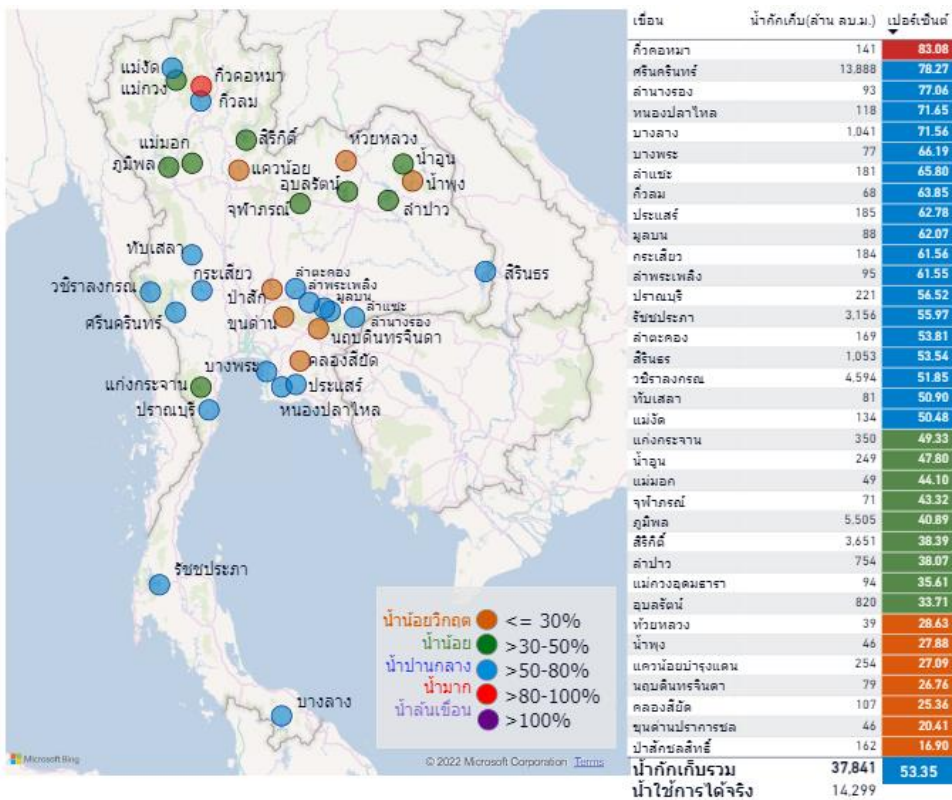 แม่งัด
แม่กวง
กิ่วคอหมา
กิ่วลม
แม่มอก
ภูมิพล
สิริกิติ์
แควน้อย
ห้วยหลวง
น้ำอูน
น้ำพุง
อุบลรัตน์
จุฬาภรณ์
ลำปาว
ทับเสลา
กระเสียว
วชิราลงกรณ
ศรีนครินทร์
ลำตะคอง
ลำพระเพลิง
มูลบน
ลำแชะ
ลำนางรอง
สิรินธร
ป่าสัก
ขุนด่าน
นฤบดินทรจินดา
คลองสียัด
บางพระ
ประแสร์
หนองปลาไหล
แก่งกระจาน
ปราณบุรี
รัชชประภา
บางลาง
น้ำน้อยวิกฤต <= 30%
น้ำน้อย >30-50%
น้ำปานกลาง >50-80%
น้ำมาก >80-100%
น้ำล้นเขื่อน >100%
Microsoft Bing
© 2022 Microsoft Corporation Terms
เขื่อน น้ำกักเก็บ(ล้าน ลบ.ม.) เปอร์เซ็นต์
กิ่วคอหมา 141 83.08
ศรีนครินทร์ 13,888 78.27
ลำนางรอง 93 77.06
หนองปลาไหล 118 71.65
บางลาง 1,041 71.56
บางพระ 77 66.19
ลำแชะ 181 65.80
กิ่วลม 68 63.85
ประแสร์ 185 62.78
มูลบน 88 62.07
กระเสียว 184 61.56
ลำพระเพลิง 95 61.55
ปราณบุรี 221 56.52
รัชชประภา 3,156 55.97
ลำตะคอง 169 53.81
สิรินธร 1,053 53.54
วชิราลงกรณ 4,594 51.85
ทับเสลา 81 50.90
แม่งัด 134 50.48
แก่งกระจาน 350 49.33
น้ำอูน 249 47.80
แม่มอก 49 44.10
จุฬาภรณ์ 71 43.32
ภูมิพล 5,505 40.89
สิริกิติ์ 3,651 38.39
ลำปาว 754 38.07
แม่กวงอุดมธารา 94 35.61
อุบลรัตน์ 820 33.71
ห้วยหลวง 39 28.63
น้ำพุง 46 27.88
แควน้อยบำรุงแดน 254 27.09
นฤบดินทรจินดา 79 26.76
คลองสียัด 107 25.36
ขุนด่านปราการชล 46 20.41
ป่าสักชลสิทธิ์ 162 16.90
น้ำกักเก็บรวม 37,841 53.35
น้ำใช้การได้จริง 14,299